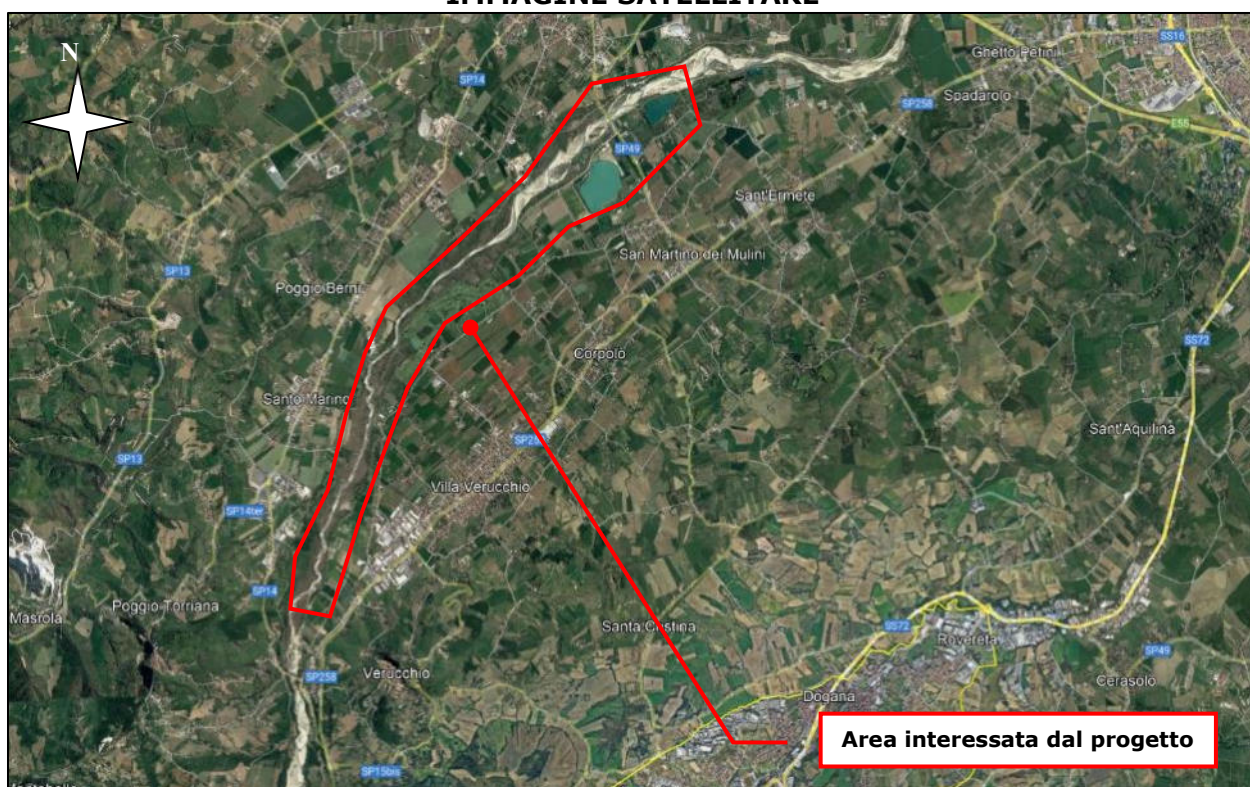 IMMAGINE SATELLITARE
N
SS16
Ghetto Petini
SP14
Spadarolo
SP258
E55
SP49
Sant'Ermete
San Martino dei Mulini
SP13
Poggio Berni
SS72
Corpolò
Santo Marino
Sant'Aquilina
SP13
SP258
Villa Verucchio
SP14ter
SP14
Poggio Torriana
Masrola
Santa Cristina
SS72
Rovereta
SP49
Verucchio
SP258
Cerasolo
Dogana
Area interessata dal progetto
SP15bis